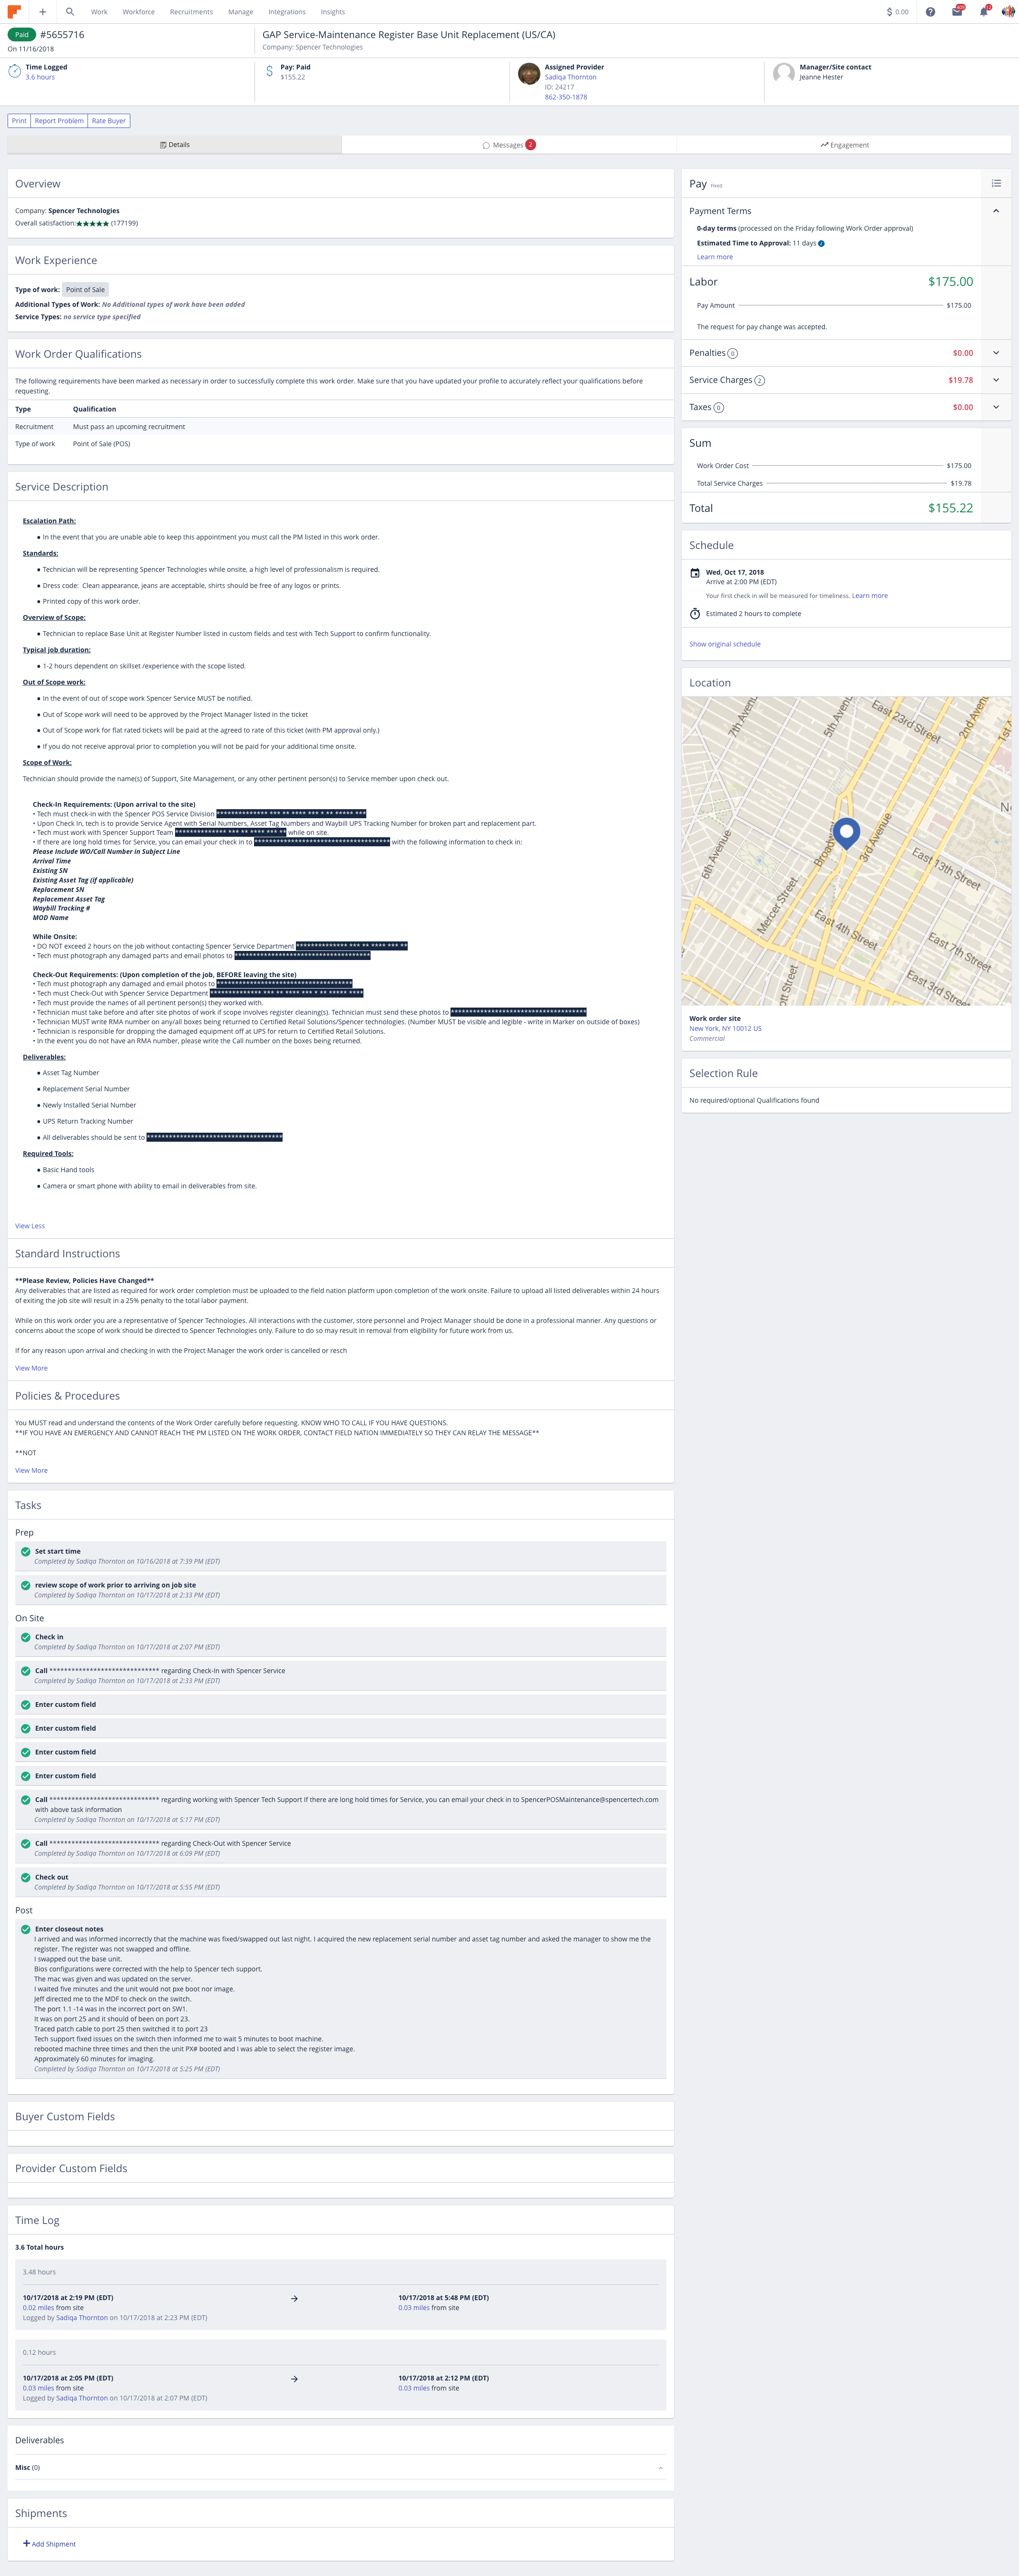 Work Workforce Recruitments Manage Integrations Insights $ 0.00
Paid #5655716
On 11/16/2018
GAP Service-Maintenance Register Base Unit Replacement (US/CA)
Company: Spencer Technologies
Time Logged
3.6 hours
Pay: Paid
$155.22
Assigned Provider
Sadiqa Thornton
ID: 24217
862-350-1878
Manager/Site contact
Jeanne Hester
Print Report Problem Rate Buyer
Details Messages 2 Engagement
Overview
Company: Spencer Technologies
Overall satisfaction:★★★★★ (177199)
Work Experience
Type of work: Point of Sale
Additional Types of Work: No Additional types of work have been added
Service Types: no service type specified
Work Order Qualifications
The following requirements have been marked as necessary in order to successfully complete this work order. Make sure that you have updated your profile to accurately reflect your qualifications before
requesting.
Type Qualification
Recruitment Must pass an upcoming recruitment
Type of work Point of Sale (POS)
Service Description
Escalation Path:
● In the event that you are unable able to keep this appointment you must call the PM listed in this work order.
Standards:
● Technician will be representing Spencer Technologies while onsite, a high level of professionalism is required.
● Dress code: Clean appearance, jeans are acceptable, shirts should be free of any logos or prints.
● Printed copy of this work order.
Overview of Scope:
● Technician to replace Base Unit at Register Number listed in custom fields and test with Tech Support to confirm functionality.
Typical job duration:
● 1-2 hours dependent on skillset /experience with the scope listed.
Out of Scope work:
● In the event of out of scope work Spencer Service MUST be notified.
● Out of Scope work will need to be approved by the Project Manager listed in the ticket
● Out of Scope work for flat rated tickets will be paid at the agreed to rate of this ticket (with PM approval only.)
● If you do not receive approval prior to completion you will not be paid for your additional time onsite.
Scope of Work:
Technician should provide the name(s) of Support, Site Management, or any other pertinent person(s) to Service member upon check out.
Check-In Requirements: (Upon arrival to the site)
• Tech must check-in with the Spencer POS Service Division ************** *** ** **** *** * ** ***** ***
• Upon Check In, tech is to provide Service Agent with Serial Numbers, Asset Tag Numbers and Waybill UPS Tracking Number for broken part and replacement part.
• Tech must work with Spencer Support Team ************** *** ** **** *** ** while on site.
• If there are long hold times for Service, you can email your check in to ************************************* with the following information to check in:
Please Include WO/Call Number in Subject Line
Arrival Time
Existing SN
Existing Asset Tag (if applicable)
Replacement SN
Replacement Asset Tag
Waybill Tracking #
MOD Name
While Onsite:
• DO NOT exceed 2 hours on the job without contacting Spencer Service Department ************** *** ** **** *** **
• Tech must photograph any damaged parts and email photos to *************************************
Check-Out Requirements: (Upon completion of the job, BEFORE leaving the site)
• Tech must photograph any damaged and email photos to *************************************
• Tech must Check-Out with Spencer Service Department ************** *** ** **** *** * ** ***** ****
• Tech must provide the names of all pertinent person(s) they worked with.
• Technician must take before and after site photos of work if scope involves register cleaning(s). Technician must send these photos to *************************************
• Technician MUST write RMA number on any/all boxes being returned to Certified Retail Solutions/Spencer technologies. (Number MUST be visible and legible - write in Marker on outside of boxes)
• Technician is responsible for dropping the damaged equipment off at UPS for return to Certified Retail Solutions.
• In the event you do not have an RMA number, please write the Call number on the boxes being returned.
Deliverables:
● Asset Tag Number
● Replacement Serial Number
● Newly Installed Serial Number
● UPS Return Tracking Number
● All deliverables should be sent to *************************************
Required Tools:
● Basic Hand tools
● Camera or smart phone with ability to email in deliverables from site.
View Less
Standard Instructions
**Please Review, Policies Have Changed**
Any deliverables that are listed as required for work order completion must be uploaded to the field nation platform upon completion of the work onsite. Failure to upload all listed deliverables within 24 hours
of exiting the job site will result in a 25% penalty to the total labor payment.
While on this work order you are a representative of Spencer Technologies. All interactions with the customer, store personnel and Project Manager should be done in a professional manner. Any questions or
concerns about the scope of work should be directed to Spencer Technologies only. Failure to do so may result in removal from eligibility for future work from us.
If for any reason upon arrival and checking in with the Project Manager the work order is cancelled or resch
View More
Policies & Procedures
You MUST read and understand the contents of the Work Order carefully before requesting. KNOW WHO TO CALL IF YOU HAVE QUESTIONS.
**IF YOU HAVE AN EMERGENCY AND CANNOT REACH THE PM LISTED ON THE WORK ORDER, CONTACT FIELD NATION IMMEDIATELY SO THEY CAN RELAY THE MESSAGE**
**NOT
View More
Tasks
Prep
Set start time
Completed by Sadiqa Thornton on 10/16/2018 at 7:39 PM (EDT)
review scope of work prior to arriving on job site
Completed by Sadiqa Thornton on 10/17/2018 at 2:33 PM (EDT)
On Site
Check in
Completed by Sadiqa Thornton on 10/17/2018 at 2:07 PM (EDT)
Call ****************************** regarding Check-In with Spencer Service
Completed by Sadiqa Thornton on 10/17/2018 at 2:33 PM (EDT)
Enter custom field
Enter custom field
Enter custom field
Enter custom field
Call ****************************** regarding working with Spencer Tech Support If there are long hold times for Service, you can email your check in to SpencerPOSMaintenance@spencertech.com
with above task information
Completed by Sadiqa Thornton on 10/17/2018 at 5:17 PM (EDT)
Call ****************************** regarding Check-Out with Spencer Service
Completed by Sadiqa Thornton on 10/17/2018 at 6:09 PM (EDT)
Check out
Completed by Sadiqa Thornton on 10/17/2018 at 5:55 PM (EDT)
Post
Enter closeout notes
I arrived and was informed incorrectly that the machine was fixed/swapped out last night. I acquired the new replacement serial number and asset tag number and asked the manager to show me the
register. The register was not swapped and offline.
I swapped out the base unit.
Bios configurations were corrected with the help to Spencer tech support.
The mac was given and was updated on the server.
I waited five minutes and the unit would not pxe boot nor image.
Jeff directed me to the MDF to check on the switch.
The port 1.1 -14 was in the incorrect port on SW1.
it was on port 25 and it should of been on port 23.
Traced patch cable to port 25 then switched it to port 23
Tech support fixed issues on the switch then informed me to wait 5 minutes to boot machine.
rebooted machine three times and then the unit PX# booted and I was able to select the register image.
Approximately 60 minutes for imaging.
Completed by Sadiqa Thornton on 10/17/2018 at 5:25 PM (EDT)
Buyer Custom Fields
Provider Custom Fields
Time Log
3.6 Total hours
3.48 hours
10/17/2018 at 2:19 PM (EDT) → 10/17/2018 at 5:48 PM (EDT)
0.02 miles from site 0.03 miles from site
Logged by Sadiqa Thornton on 10/17/2018 at 2:23 PM (EDT)
0.12 hours
10/17/2018 at 2:05 PM (EDT) → 10/17/2018 at 2:12 PM (EDT)
0.03 miles from site 0.03 miles from site
Logged by Sadiqa Thornton on 10/17/2018 at 2:07 PM (EDT)
Deliverables
Misc (0)
Shipments
Add Shipment
Pay Fixed
Payment Terms
0-day terms (processed on the Friday following Work Order approval)
Estimated Time to Approval: 11 days
Learn more
Labor $175.00
Pay Amount $175.00
The request for pay change was accepted.
Penalties 0 $0.00
Service Charges 2 $19.78
Taxes 0 $0.00
Sum
Work Order Cost $175.00
Total Service Charges $19.78
Total $155.22
Schedule
Wed, Oct 17, 2018
Arrive at 2:00 PM (EDT)
Your first check in will be measured for timeliness. Learn more
Estimated 2 hours to complete
Show original schedule
Location
7th Aven
5th Avenu
East 23rd Street
2nd Aven
1st
6th Avenue
Broad
3rd Avenue
East 13th Street
Mercer Street
East 4th Street
East 7th Street
East 3rd Street
ott Street
Work order site
New York, NY 10012 US
Commercial
Selection Rule
No required/optional Qualifications found